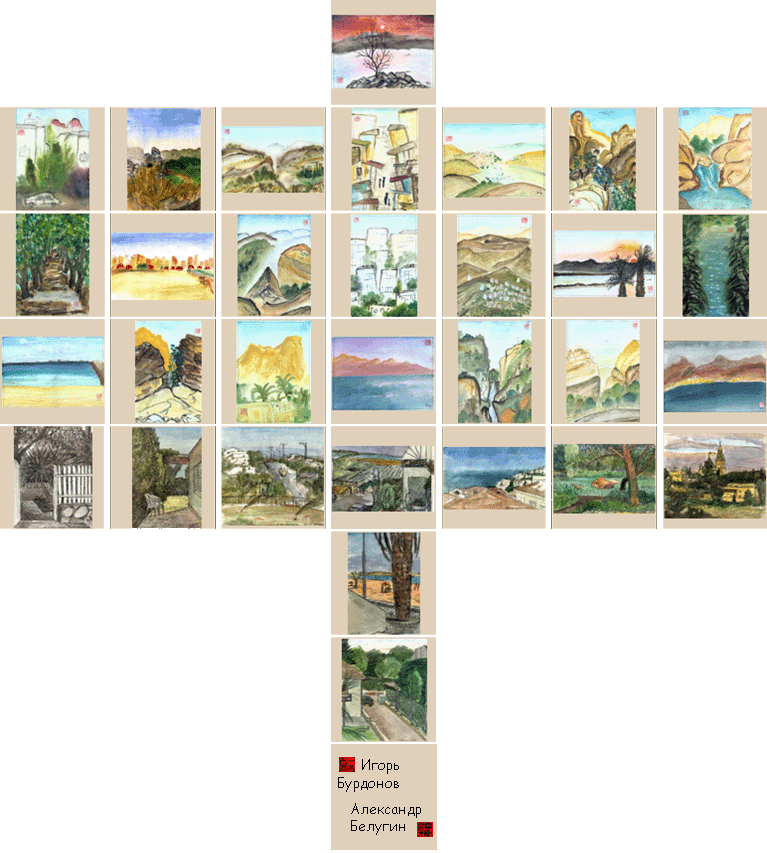 Игорь
Бурдонов
Александр
Белугин